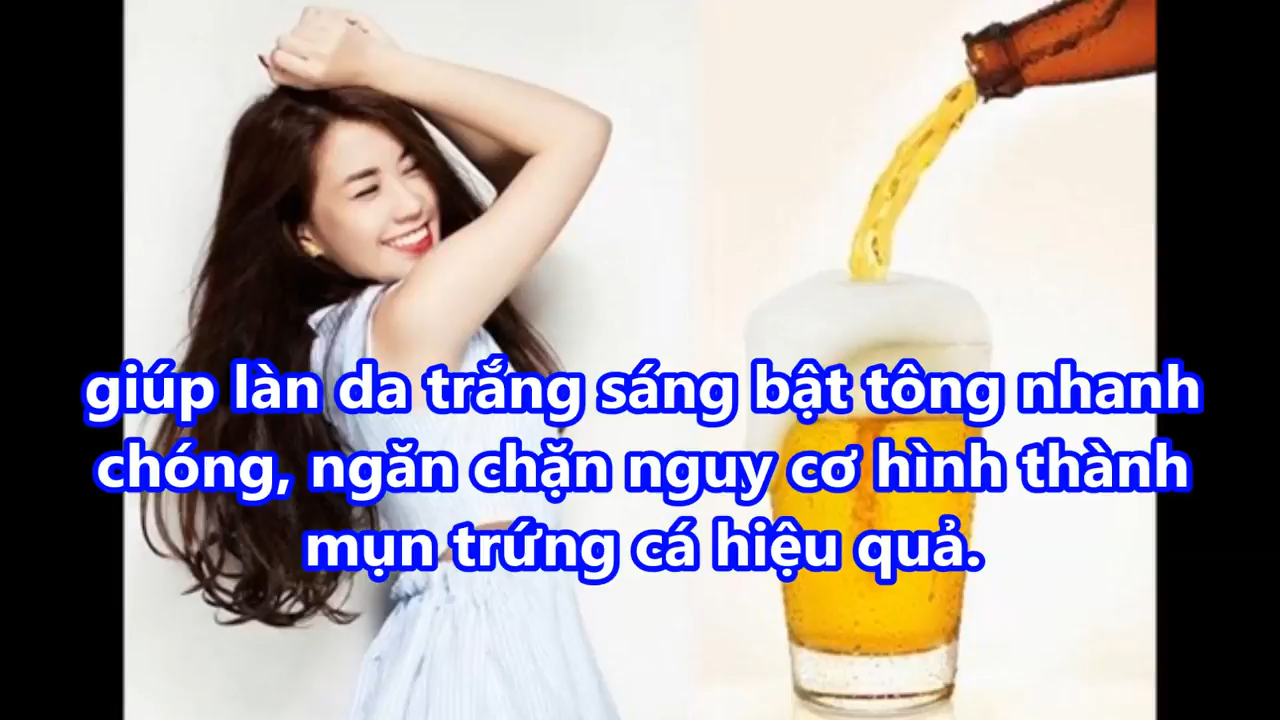 giúp làn da trắng sáng bật tông nhanh
chóng, ngăn chặn nguy cơ hình thành
mụn trứng cá hiệu quả.